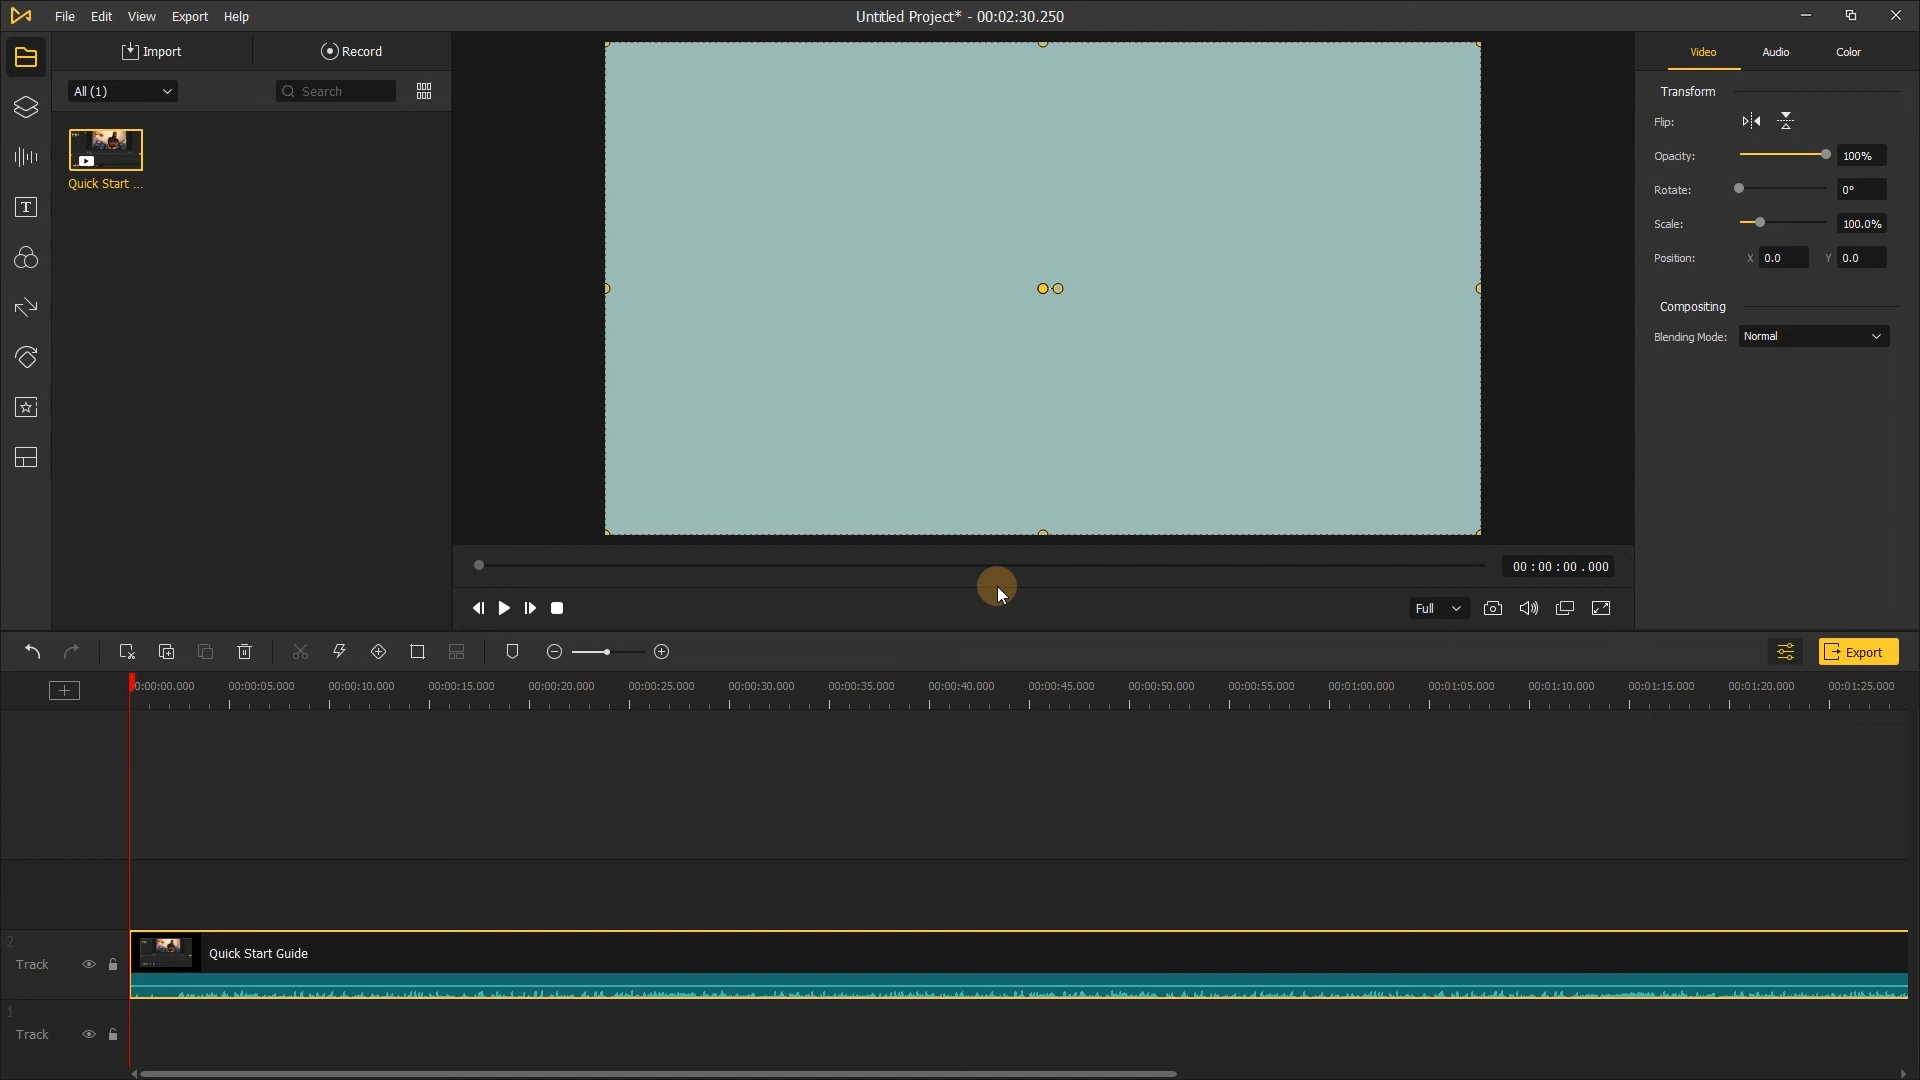 File Edit View Export Help
Untitled Project* - 00:02:30.250
Import
Record
All (1)
Search
Quick Start ...
T
Video Audio Color
Transform
Flip:
Opacity: 100%
Rotate: 0°
Scale: 100.0%
Position: X 0.0 Y 0.0
Compositing
Blending Mode: Normal
00 : 00 : 00 . 000
Full
Export
0:00:00.000 00:00:05.000 00:00:10.000 00:00:15.000 00:00:20.000 00:00:25.000 00:00:30.000 00:00:35.000 00:00:40.000 00:00:45.000 00:00:50.000 00:00:55.000 00:01:00.000 00:01:05.000 00:01:10.000 00:01:15.000 00:01:20.000 00:01:25.000
2
Track
Quick Start Guide
1
Track